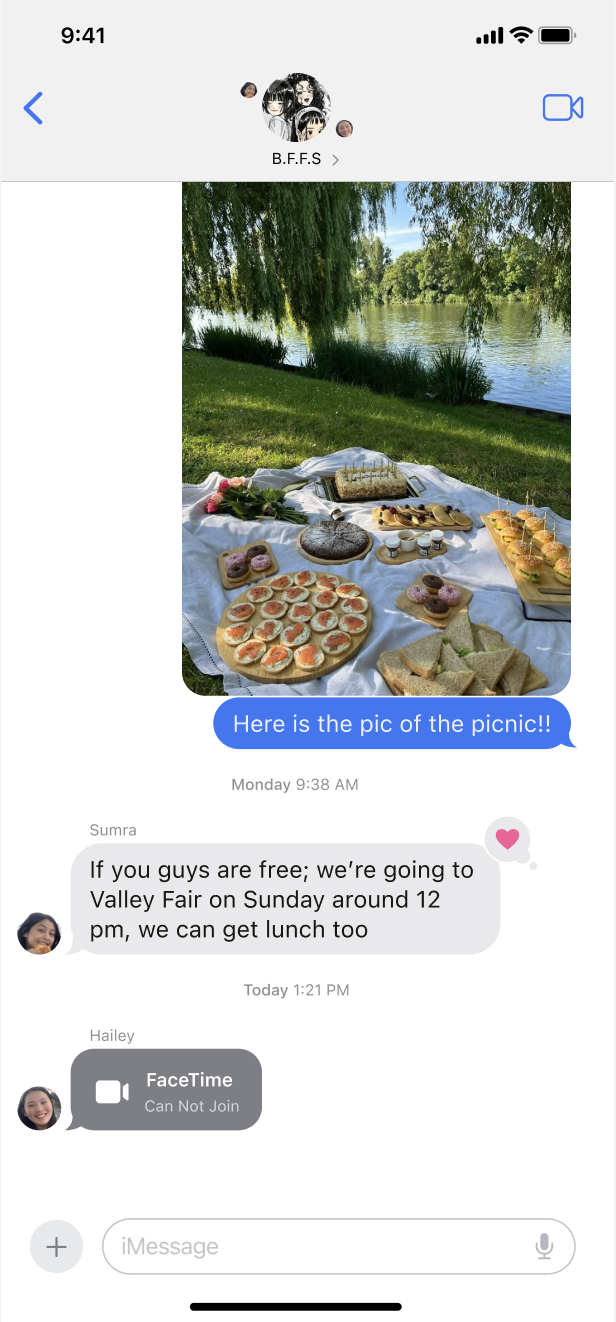 9:41
B.F.F.S
Here is the pic of the picnic!!
Monday 9:38 AM
Sumra
If you guys are free; we’re going to
Valley Fair on Sunday around 12
pm, we can get lunch too
Today 1:21 PM
Hailey
FaceTime
Can Not Join
iMessage